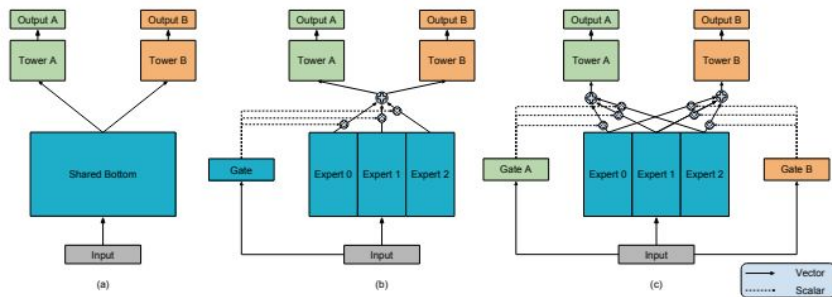 Output A
Output B
Tower A
Tower B
Shared Bottom
Input
(a)
Output A
Output B
Tower A
Tower B
Gate
Expert 0
Expert 1
Expert 2
Input
(b)
Output A
Output B
Tower A
Tower B
Gate A
Expert 0
Expert 1
Expert 2
Gate B
Input
(c)
Vector
Scalar